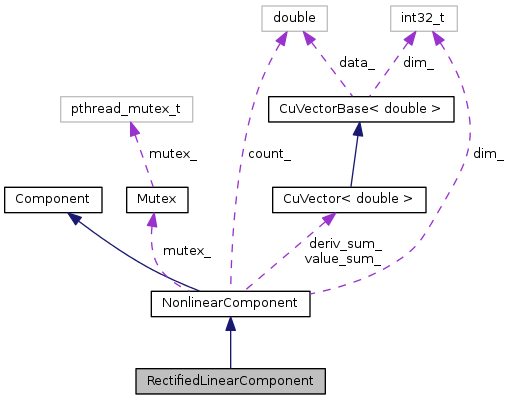 double
int32_t
data_
dim_
pthread_mutex_t
CuVectorBase< double >
mutex_
count_
dim_
Component
Mutex
CuVector< double >
mutex_
deriv_sum_
value_sum_
NonlinearComponent
RectifiedLinearComponent